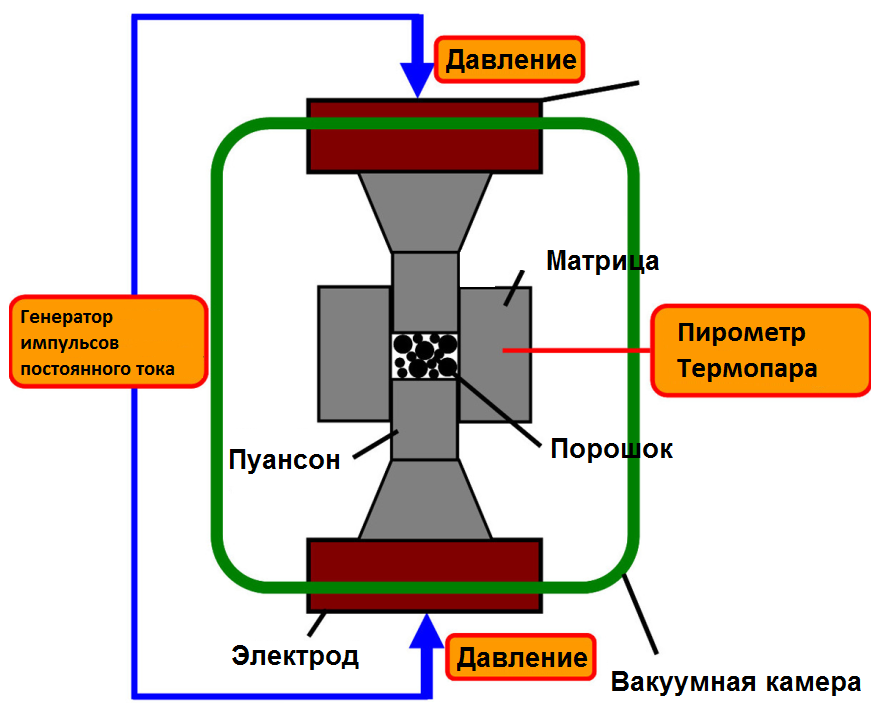 Давление
Матрица
Генератор
импульсов
постоянного тока
Пирометр
Термопара
Пуансон
Порошок
Электрод
Давление
Вакуумная камера